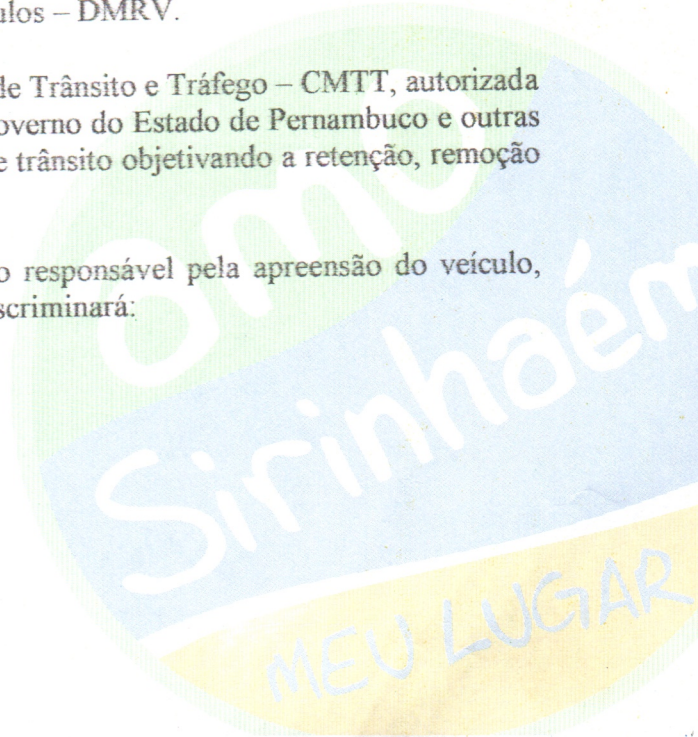 ulos – DMRV.
de Trânsito e Tráfego – CMTT, autorizada
overno do Estado de Pernambuco e outras
e trânsito objetivando a retenção, remoção
o responsável pela apreensão do veículo,
scriminará:
amo
Sirinhaém
MEU LUGAR